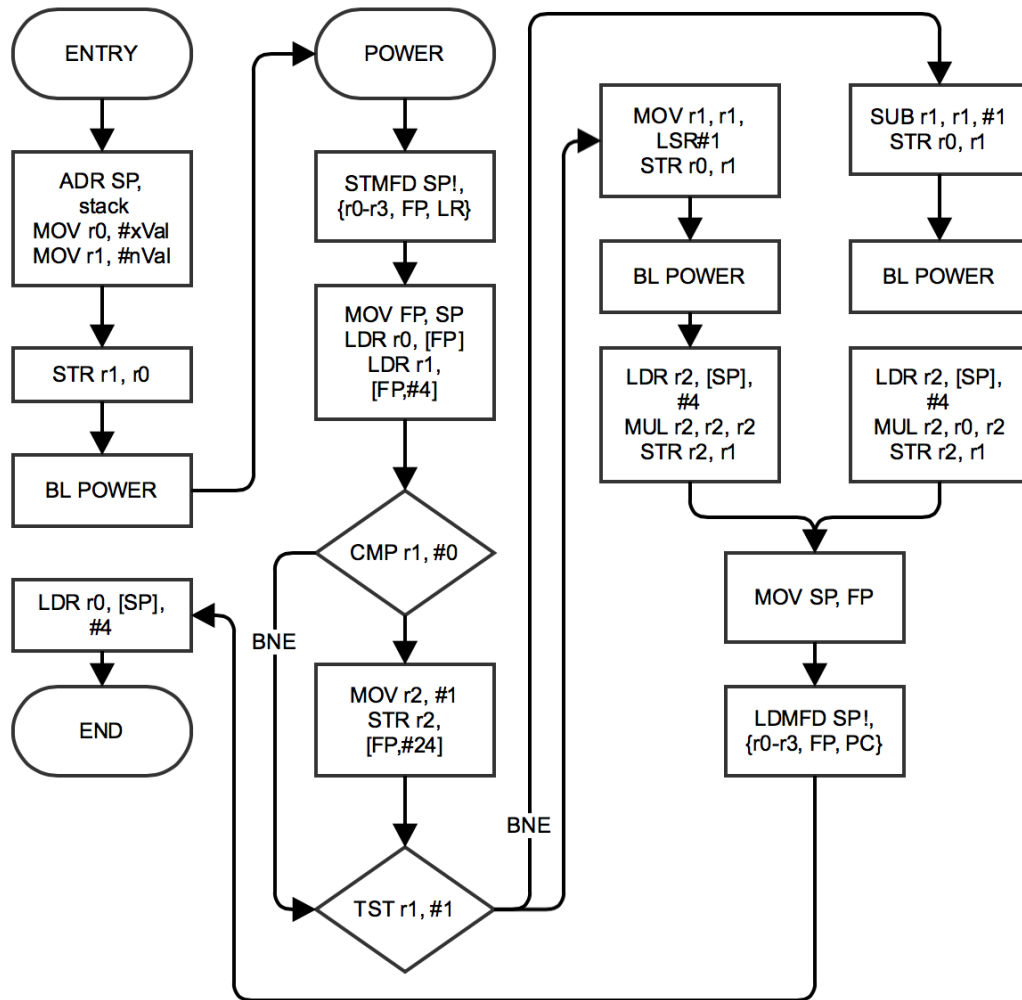 ENTRY
ADR SP,
stack
MOV r0, #xVal
MOV r1, #nVal
STR r1, r0
BL POWER
LDR r0, [SP],
#4
END
POWER
STMFD SP!,
{r0-r3, FP, LR}
MOV FP, SP
LDR r0, [FP]
LDR r1,
[FP,#4]
CMP r1, #0
BNE
MOV r2, #1
STR r2,
[FP,#24]
TST r1, #1
BNE
MOV r1, r1,
LSR#1
STR r0, r1
BL POWER
LDR r2, [SP],
#4
MUL r2, r2, r2
STR r2, r1
SUB r1, r1, #1
STR r0, r1
BL POWER
LDR r2, [SP],
#4
MUL r2, r0, r2
STR r2, r1
MOV SP, FP
LDMFD SP!,
{r0-r3, FP, PC}